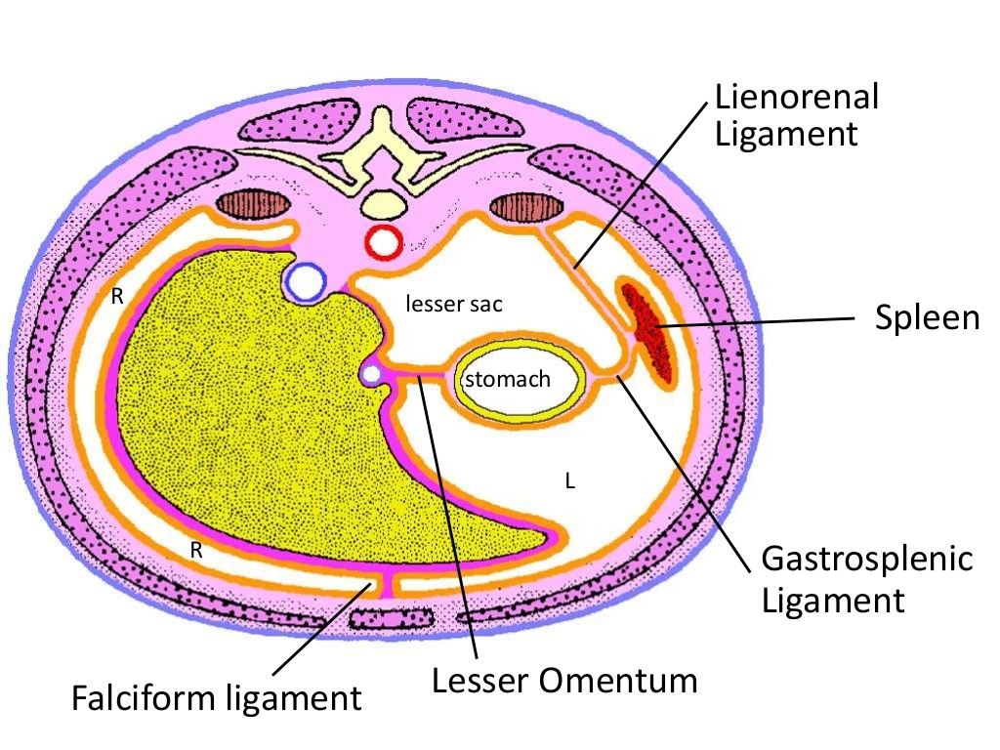 Lienorenal
Ligament
R
lesser sac
Spleen
stomach
L
R
Gastrosplenic
Ligament
Lesser Omentum
Falciform ligament